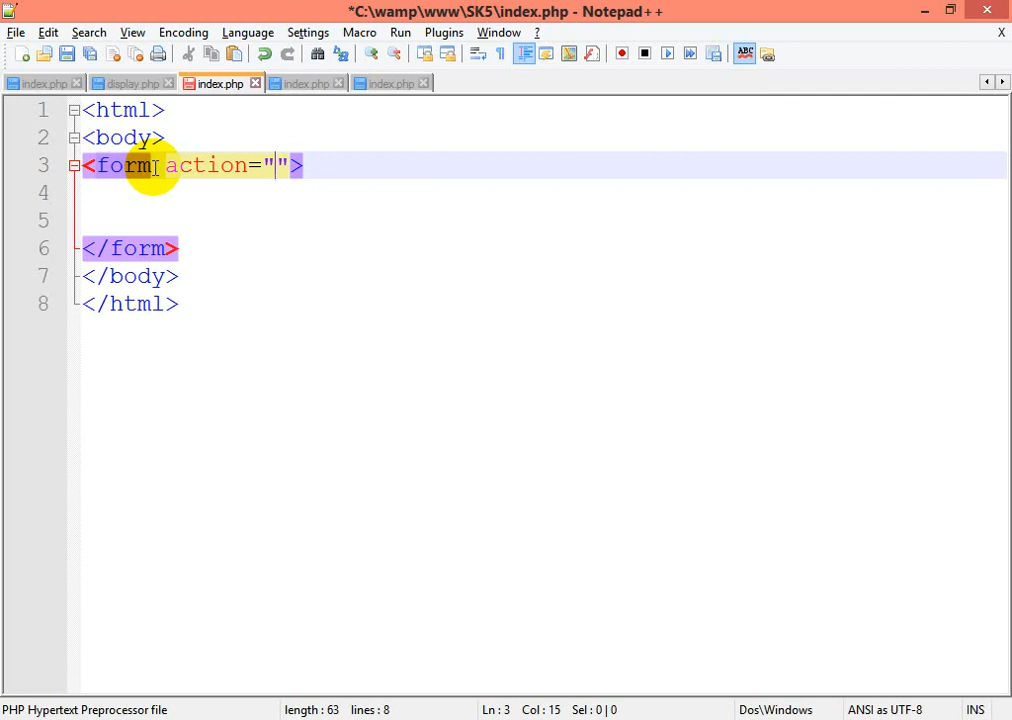 *C:\wamp\www\SK5\index.php - Notepad++
File Edit Search View Encoding Language Settings Macro Run Plugins Window ? X
index.php display.php index.php index.php index.php
1 <html>
2 <body>
3 <form action="">
4
5
6 </form>
7 </body>
8 </html>
PHP Hypertext Preprocessor file length : 63 lines : 8 Ln : 3 Col : 15 Sel : 0 | 0 Dos\Windows ANSI as UTF-8 INS